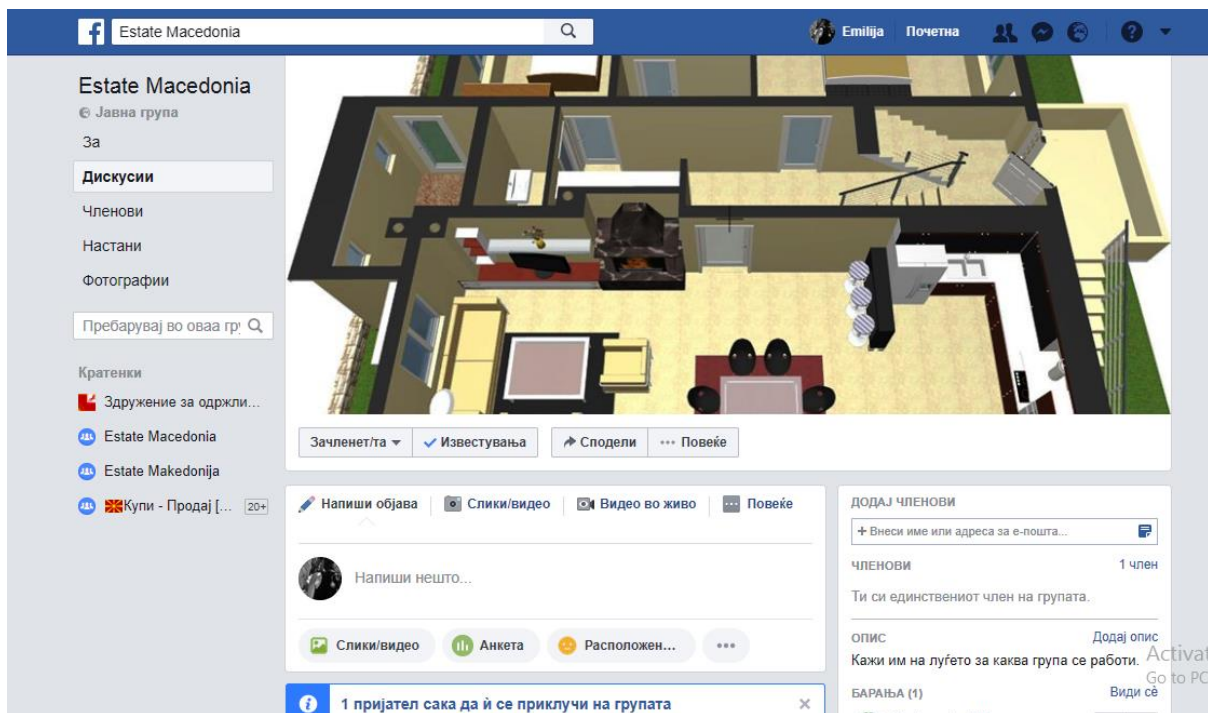 Estate Macedonia
Emilija
Почетна
Estate Macedonia
Јавна група
За
Дискусии
Членови
Настани
Фотографии
Пребарувај во оваа гр
Кратенки
Здружение за одржли...
Estate Macedonia
Estate Makedonija
Купи - Продај [... 20+
Зачленет/та
Известувања
Сподели
Повеќе
Напиши објава
Слики/видео
Видео во живо
Повеќе
Напиши нешто...
Слики/видео
Анкета
Расположен...
1 пријател сака да ѝ се приклучи на групата
ДОДАЈ ЧЛЕНОВИ
+ Внеси име или адреса за е-пошта...
ЧЛЕНОВИ 1 член
Ти си единствениот член на групата.
ОПИС Додај опис
Кажи им на луѓето за каква група се работи.
БАРАЊА (1) Види сѐ
Activat
Go to PC